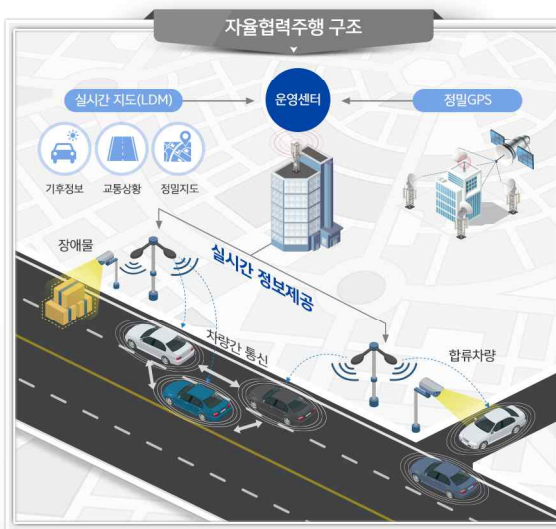 자율협력주행 구조
실시간 지도(LDM)
운영센터
정밀GPS
기후정보
교통상황
정밀지도
장애물
실시간 정보제공
차량간 통신
합류차량